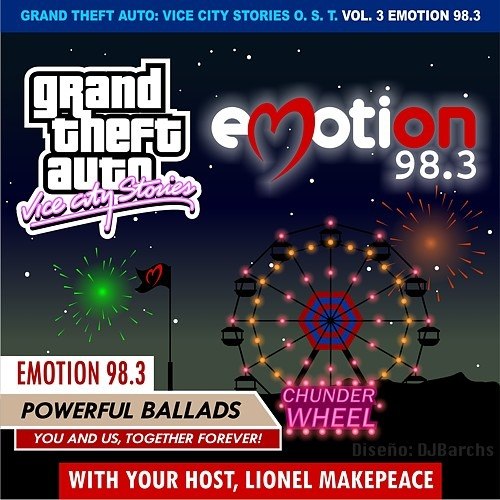 GRAND THEFT AUTO: VICE CITY STORIES O. S. T. VOL. 3 EMOTION 98.3
grand
theft
auto
Vice City Stories
emotion
98.3
CHUNDER
WHEEL
EMOTION 98.3
POWERFUL BALLADS
YOU AND US, TOGETHER FOREVER!
Diseño: DJBarchs
WITH YOUR HOST, LIONEL MAKEPEACE